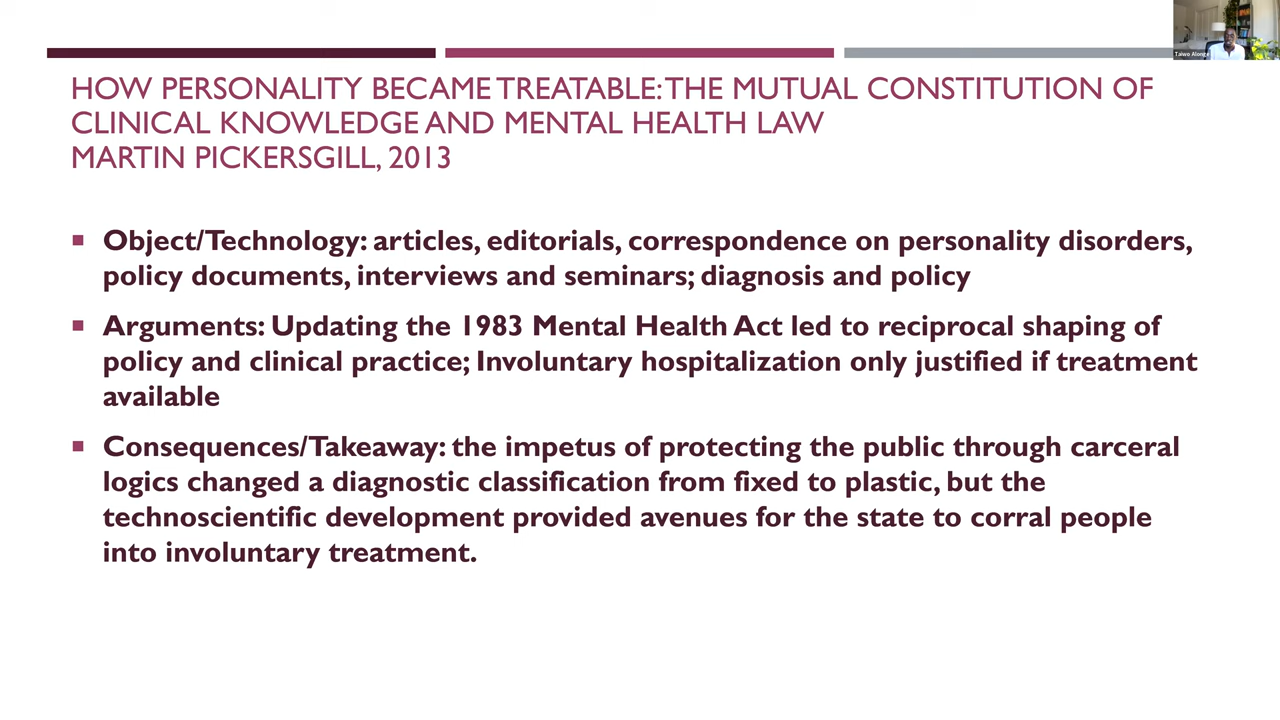 Taiwo Alonge
HOW PERSONALITY BECAME TREATABLE: THE MUTUAL CONSTITUTION OF
CLINICAL KNOWLEDGE AND MENTAL HEALTH LAW
MARTIN PICKERSGILL, 2013
Object/Technology: articles, editorials, correspondence on personality disorders,
policy documents, interviews and seminars; diagnosis and policy
Arguments: Updating the 1983 Mental Health Act led to reciprocal shaping of
policy and clinical practice; Involuntary hospitalization only justified if treatment
available
Consequences/Takeaway: the impetus of protecting the public through carceral
logics changed a diagnostic classification from fixed to plastic, but the
technoscientific development provided avenues for the state to corral people
into involuntary treatment.